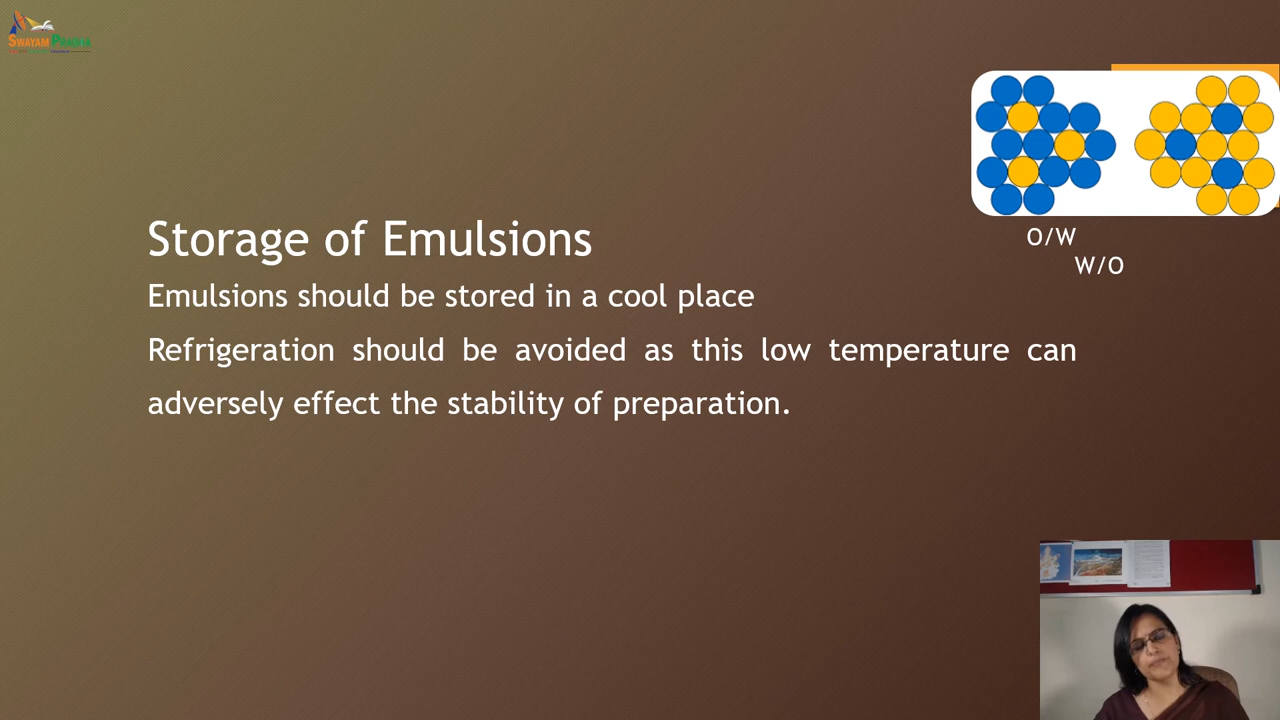 SWAYAM PRABHA
O/W
W/O
Storage of Emulsions
Emulsions should be stored in a cool place
Refrigeration should be avoided as this low temperature can
adversely effect the stability of preparation.